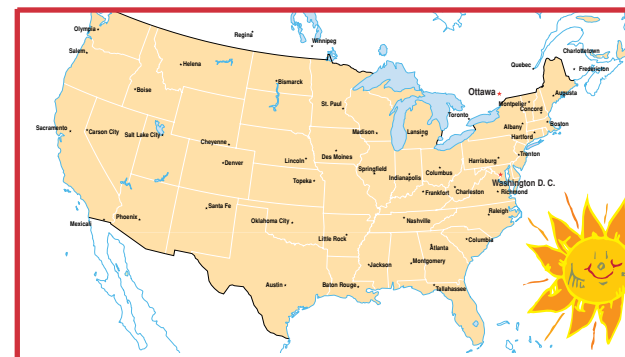 Olympia
Regina
Winnipeg
Charlottetown
Salem
Helena
Quebec
Fredericton
Bismarck
Boise
Ottawa
Augusta
St. Paul
Montpelier
Concord
Toronto
Sacramento
Carson City
Salt Lake City
Madison
Lansing
Albany
Boston
Hartford
Cheyenne
Denver
Lincoln
Des Moines
Harrisburg
Trenton
Springfield
Columbus
Indianapolis
Topeka
Washington D. C.
Frankfort
Charleston
Richmond
Mexicali
Phoenix
Santa Fe
Oklahoma City
Nashville
Raleigh
Little Rock
Columbia
Atlanta
Jackson
Montgomery
Austin
Baton Rouge
Tallahassee